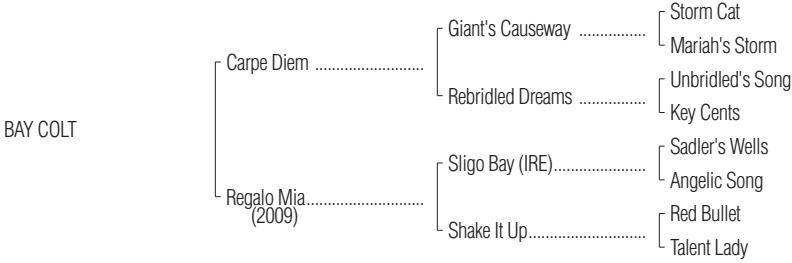 Storm Cat
Giant's Causeway ................
Mariah's Storm
Carpe Diem ..........................
Unbridled's Song
Rebridled Dreams ................
Key Cents
BAY COLT
Sadler's Wells
Sligo Bay (IRE)......................
Angelic Song
Regalo Mia............................
(2009)
Red Bullet
Shake It Up............................
Talent Lady